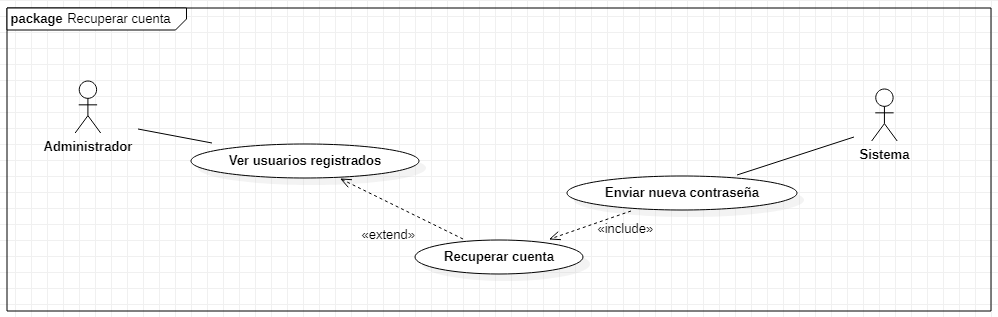 package Recuperar cuenta
Administrador
Sistema
Ver usuarios registrados
Enviar nueva contraseña
«extend»
«include»
Recuperar cuenta